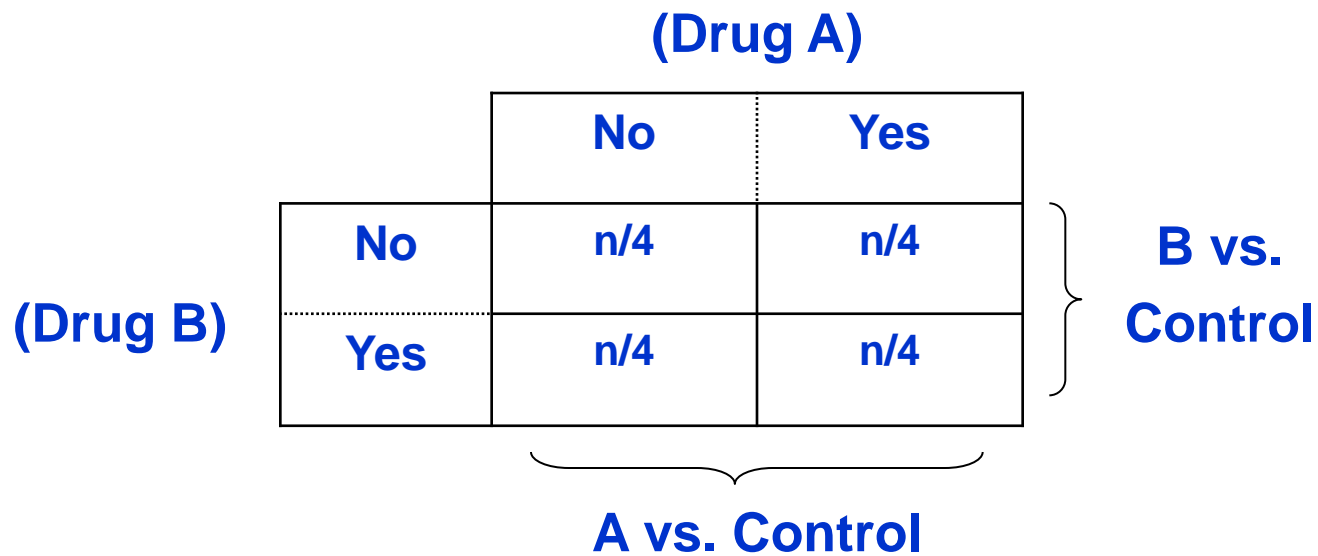 (Drug A)
No Yes
No n/4 n/4
B vs.
Control
(Drug B)
Yes n/4 n/4
A vs. Control